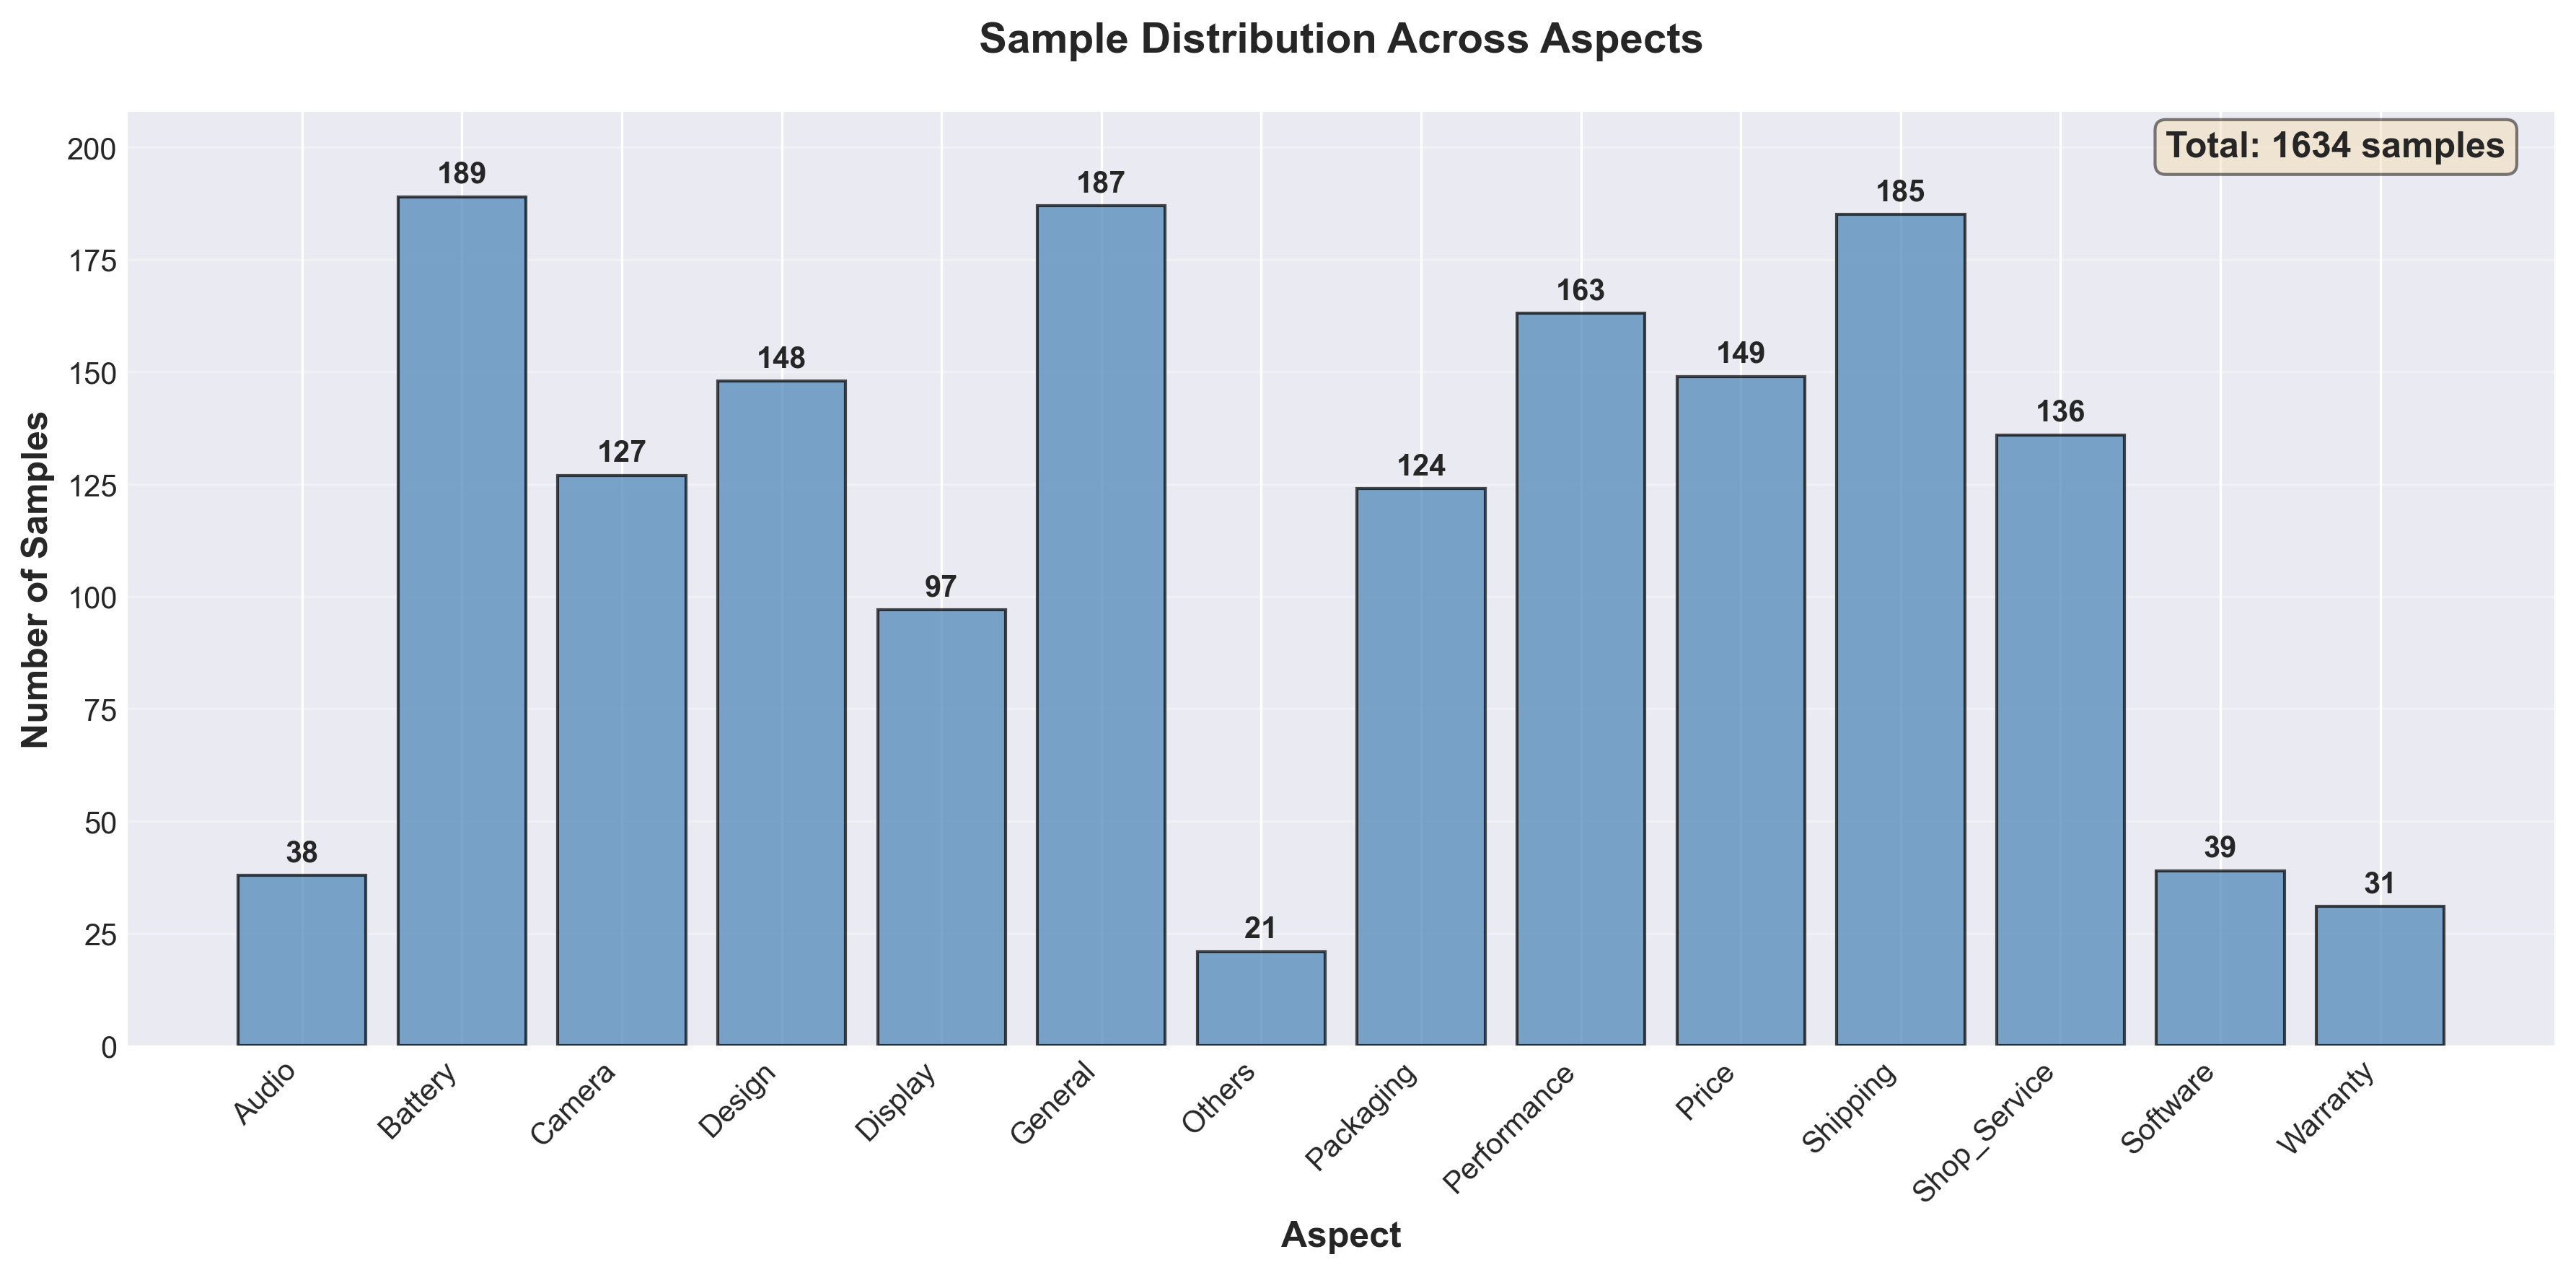 Sample Distribution Across Aspects
Total: 1634 samples
Number of Samples
200
175
150
125
100
75
50
25
0
38
189
127
148
97
187
21
124
163
149
185
136
39
31
Audio
Battery
Camera
Design
Display
General
Others
Packaging
Performance
Price
Shipping
Shop_Service
Software
Warranty
Aspect